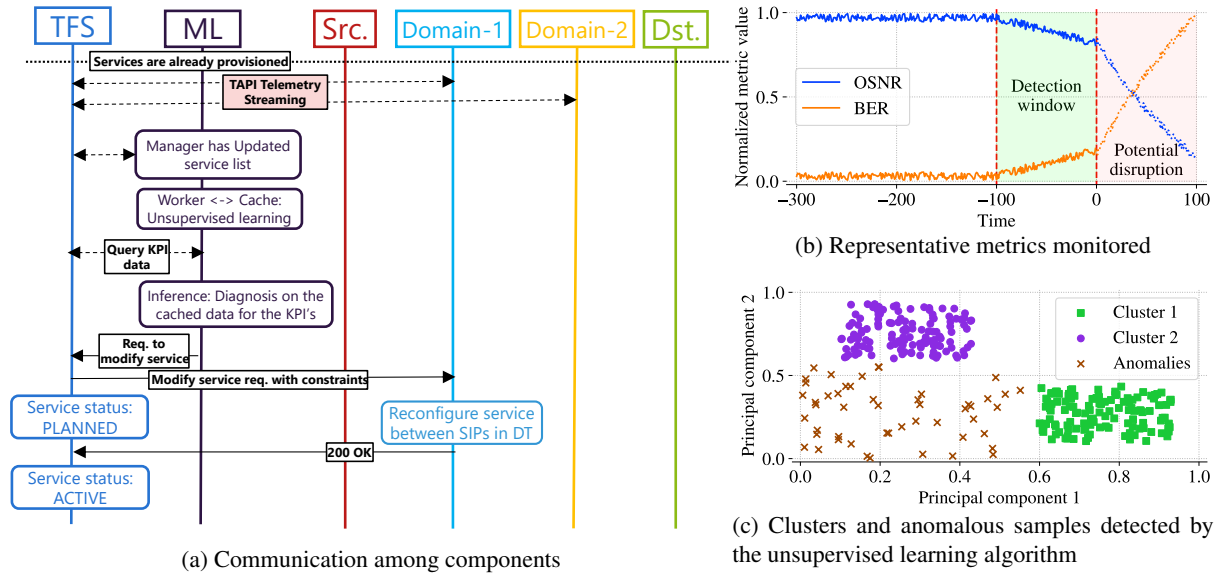 TFS
ML
Src.
Domain-1
Domain-2
Dst.
Services are already provisioned
TAPI Telemetry
Streaming
Manager has Updated
service list
Worker <-> Cache:
Unsupervised learning
Query KPI
data
Inference: Diagnosis on the
cached data for the KPI's
Req. to
modify service
Modify service req. with constraints
Service status:
PLANNED
Reconfigure service
between SIPs in DT
200 OK
Service status:
ACTIVE
(a) Communication among components
Normalized metric value
1.0
0.5
0.0
OSNR
BER
Detection
window
Potential
disruption
−300
−200
−100
0
100
Time
(b) Representative metrics monitored
Principal component 2
1.0
0.5
0.0
Cluster 1
Cluster 2
Anomalies
0.0
0.2
0.4
0.6
0.8
1.0
Principal component 1
(c) Clusters and anomalous samples detected by
the unsupervised learning algorithm